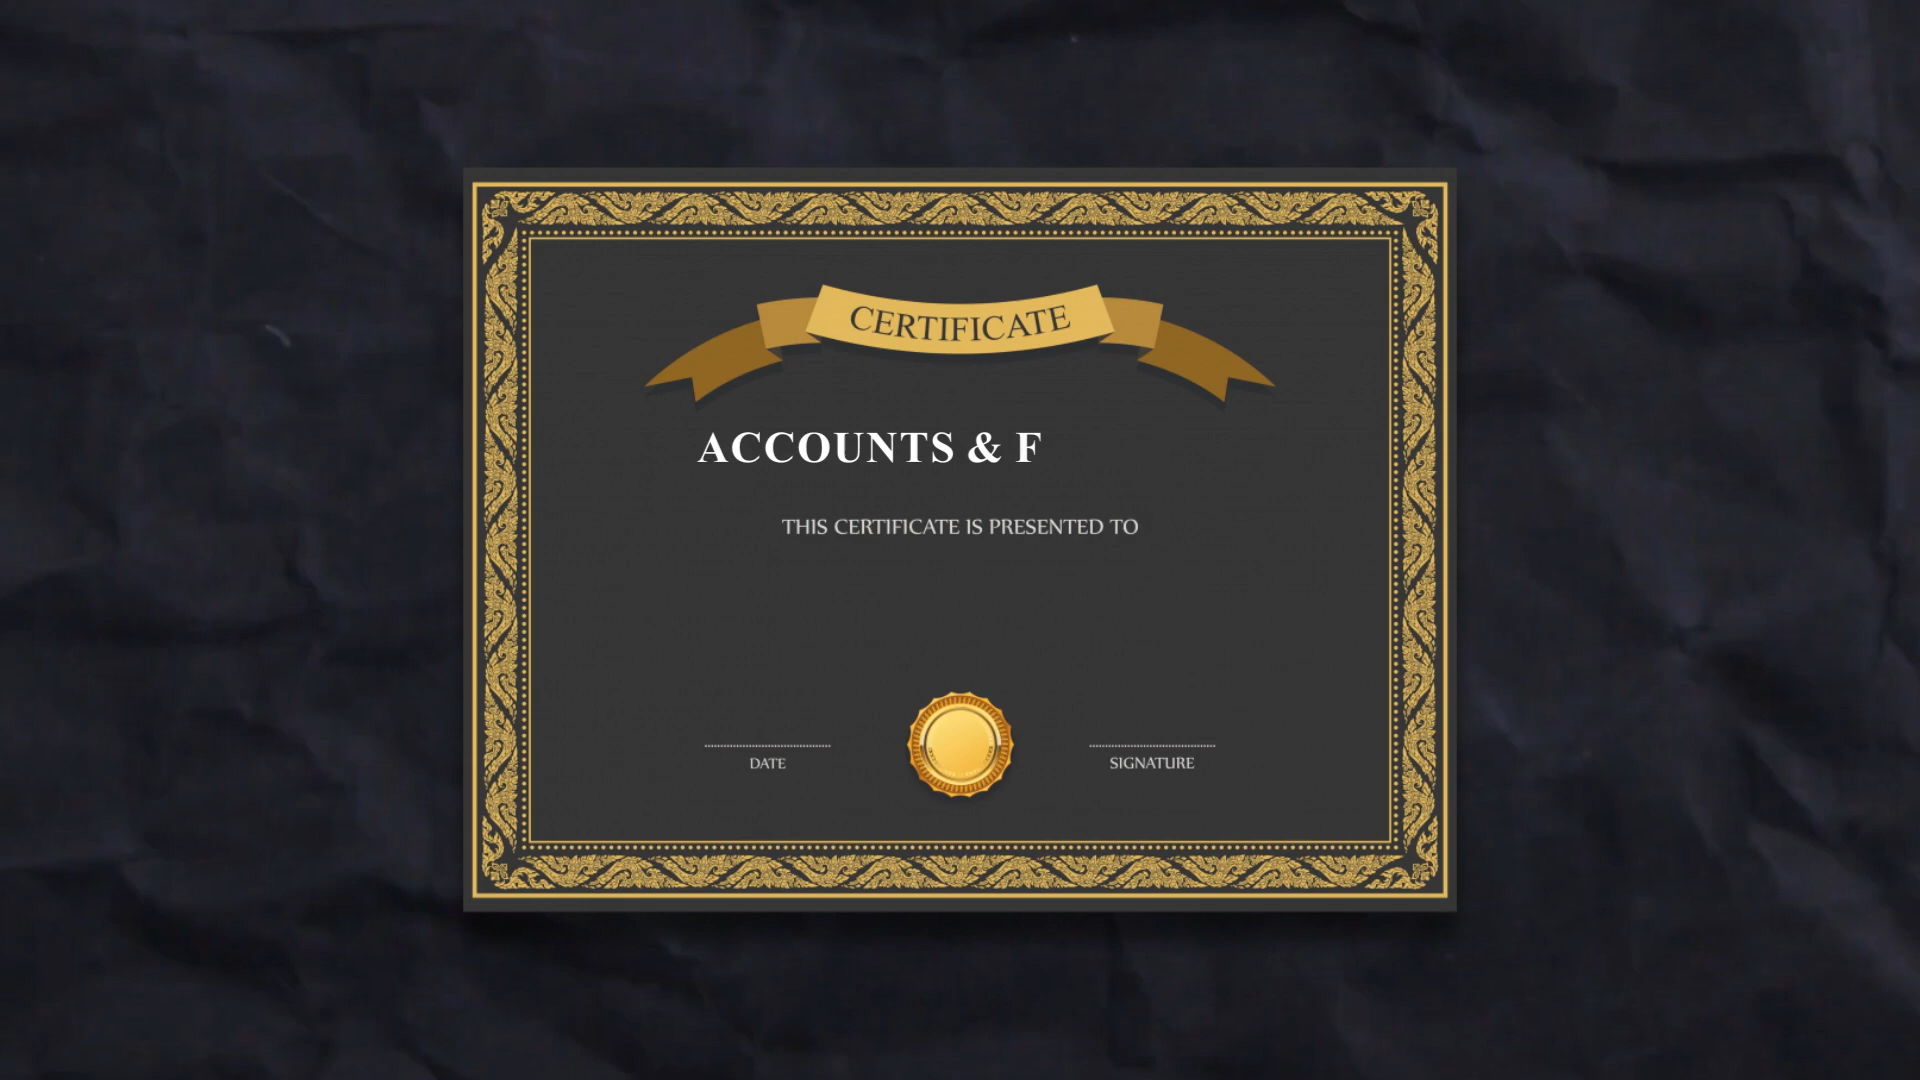 CERTIFICATE
ACCOUNTS & F
THIS CERTIFICATE IS PRESENTED TO
DATE
SIGNATURE